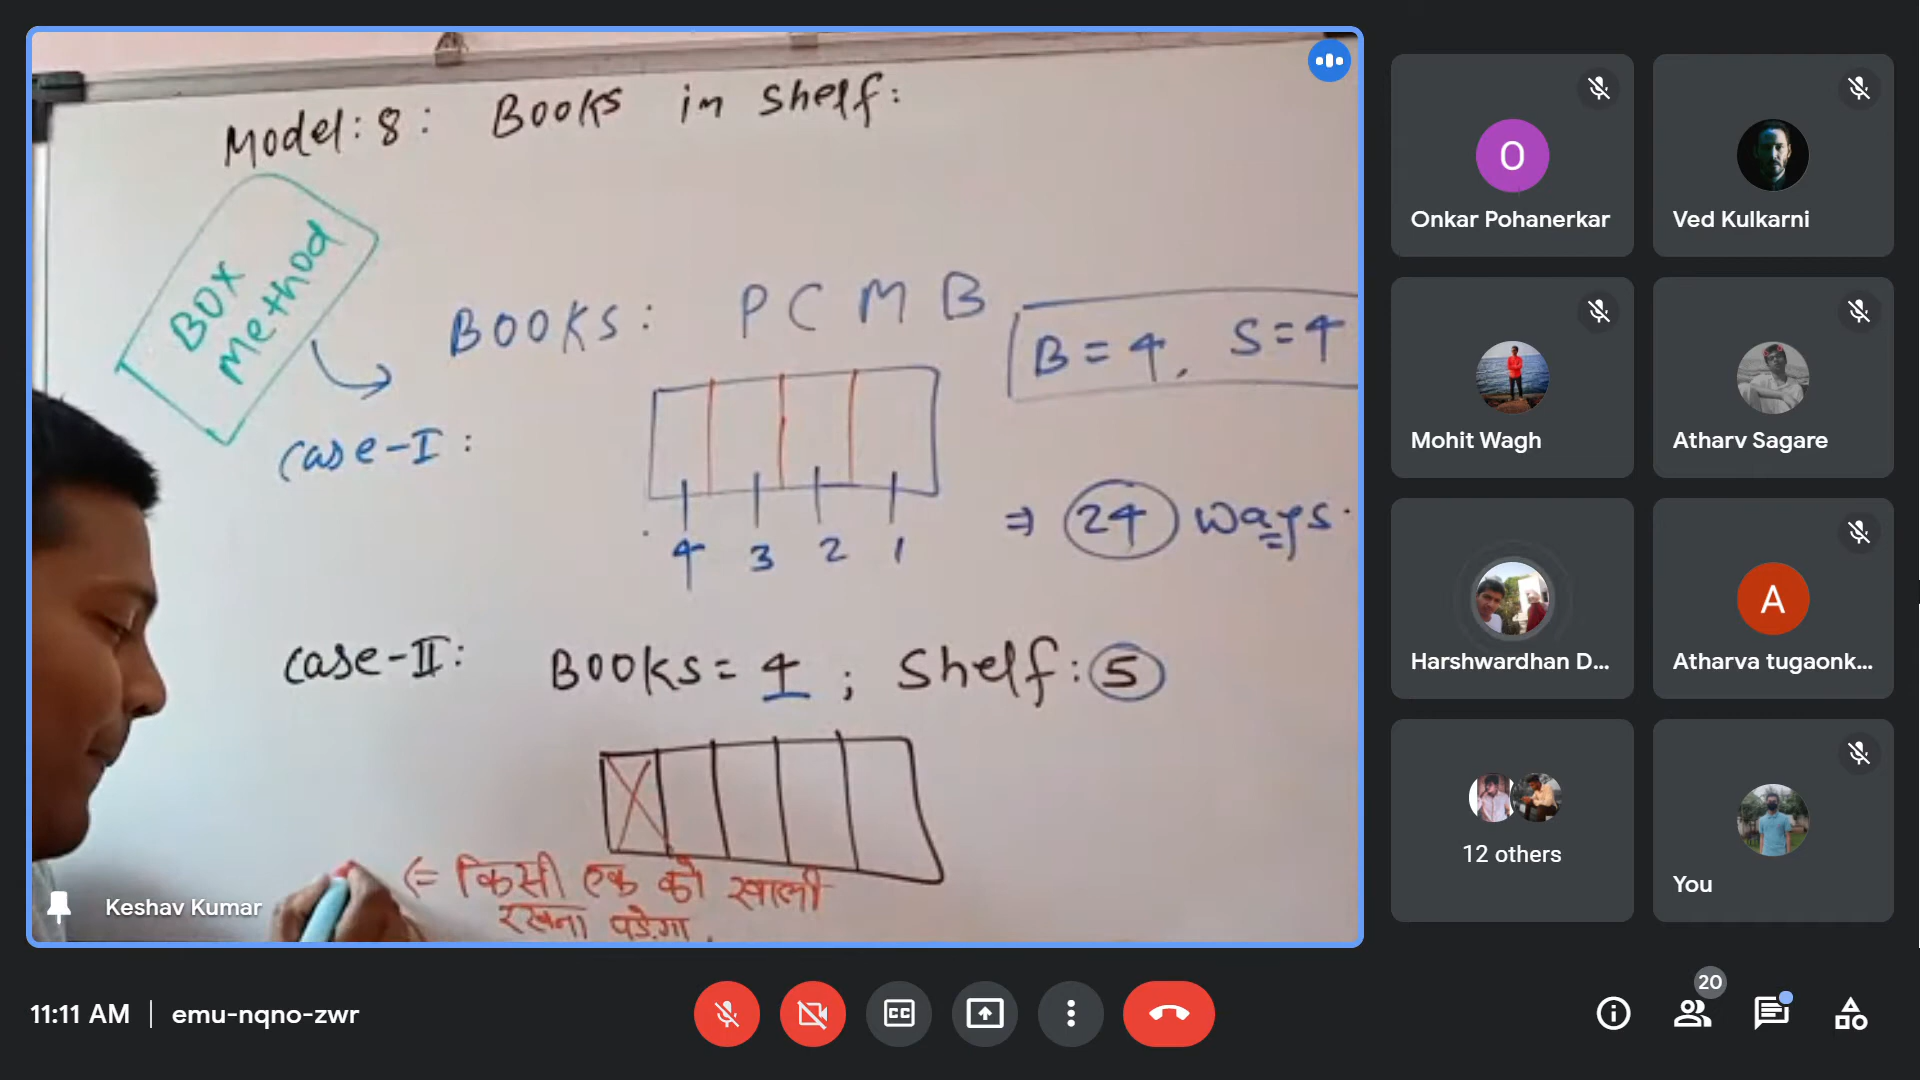 Model: 8: Books in shelf:
BOX
Method
BOOKS: P C M B
B = 4, S = 4
Case-I:
4 3 2 1
⇒ 24 ways.
Case-II: Books = 4 ; Shelf: 5
(= किसी एक को खाली
रखना पडेगा.
Keshav Kumar
O
Onkar Pohanerkar
Ved Kulkarni
Mohit Wagh
Atharv Sagare
Harshwardhan D...
A
Atharva tugaonk...
12 others
You
11:11 AM | emu-nqno-zwr
CC
20